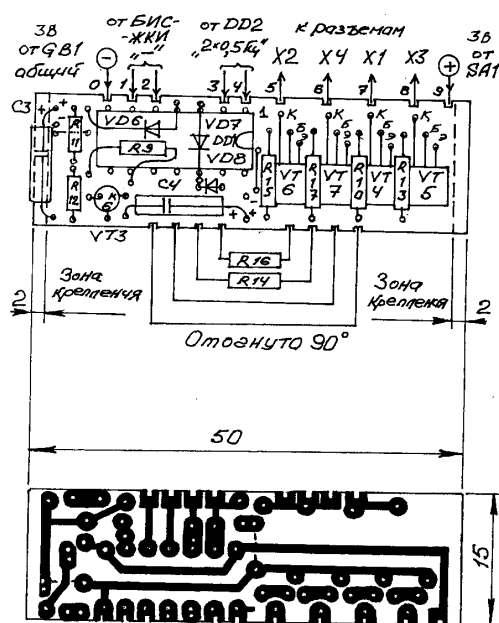 3В
от GB1
общий
от БИС-
-ЖКИ
„-"
от DD2
„2×0,5Гц"
к разъемам
X2 X4 X1 X3
3В
от
SA1
0 1 2 3 4 5 6 7 8 9
C3
R11
VD6
R9
VD7
DD1
VD8
1
К Б Э
К Б Э
К Б Э
К Б Э
R12
К
Б
C4
R15
VT6
R17
VT7
R10
VT4
R13
VT5
VT3
R16
R14
Зона
крепления
Зона
крепления
2
2
Отогнуто 90°
50
15